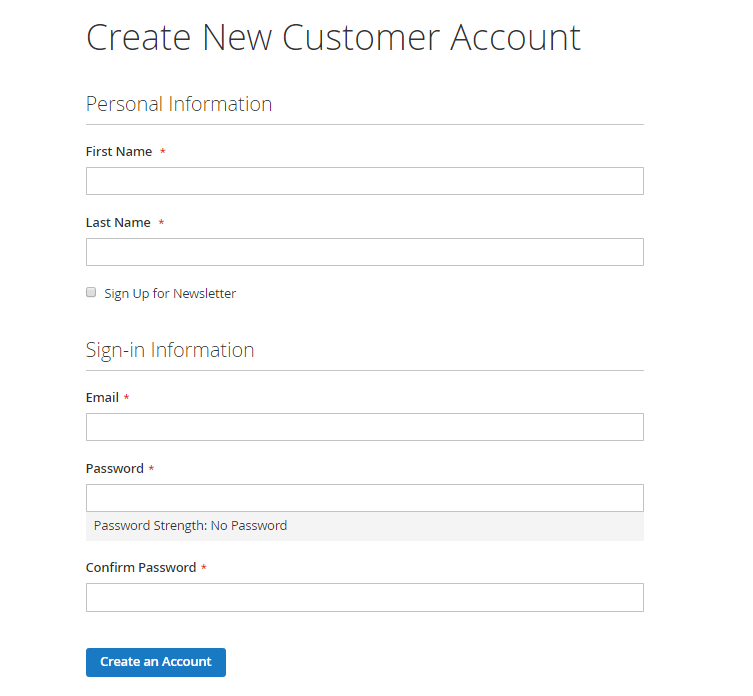 Create New Customer Account
Personal Information
First Name *
Last Name *
Sign Up for Newsletter
Sign-in Information
Email *
Password *
Password Strength: No Password
Confirm Password *
Create an Account